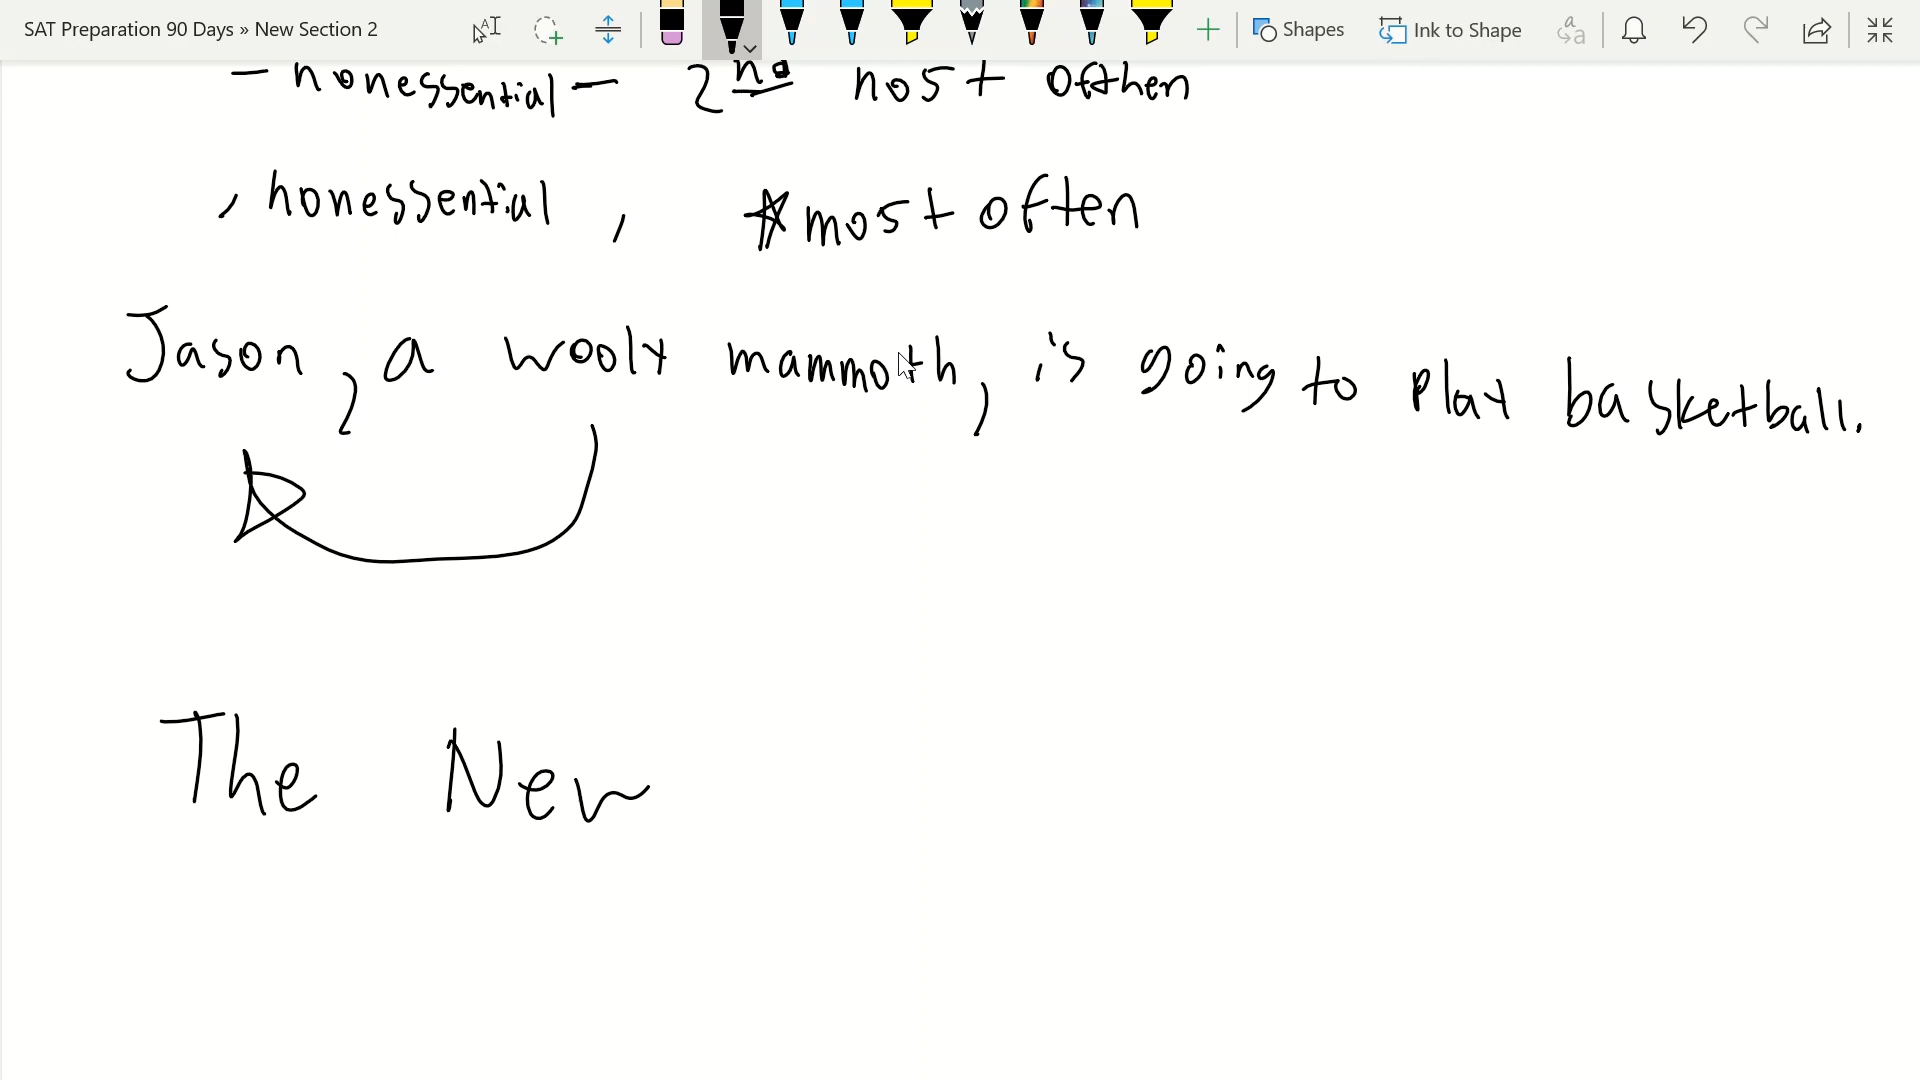 SAT Preparation 90 Days » New Section 2 Shapes Ink to Shape
— nonessential — 2nd most ofthen
, nonessential , *most often
Jason, a wooly mammoth, is going to play basketball.
The New